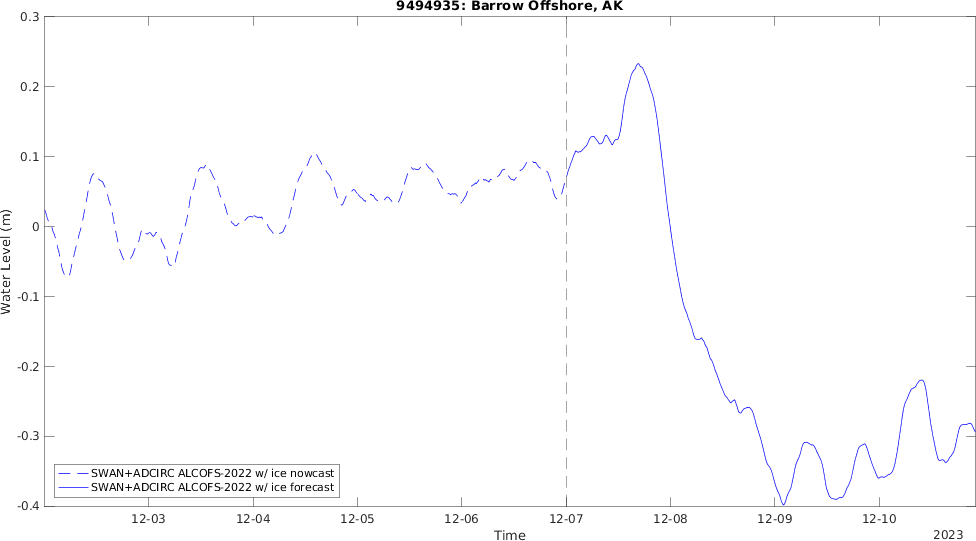 9494935: Barrow Offshore, AK
0.3
0.2
0.1
0
-0.1
-0.2
-0.3
-0.4
Water Level (m)
SWAN+ADCIRC ALCOFS-2022 w/ ice nowcast
SWAN+ADCIRC ALCOFS-2022 w/ ice forecast
12-03 12-04 12-05 12-06 12-07 12-08 12-09 12-10
Time
2023